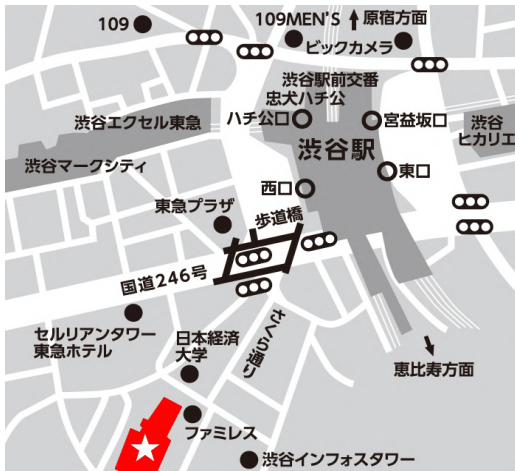 109
109MEN'S
原宿方面
ビックカメラ
渋谷駅前交番
忠犬ハチ公
ハチ公口
宮益坂口
渋谷エクセル東急
渋谷
ヒカリエ
渋谷駅
渋谷マークシティ
東口
西口
東急プラザ
歩道橋
国道246号
セルリアンタワー
東急ホテル
日本経済
大学
さくら通り
恵比寿方面
ファミレス
渋谷インフォスタワー